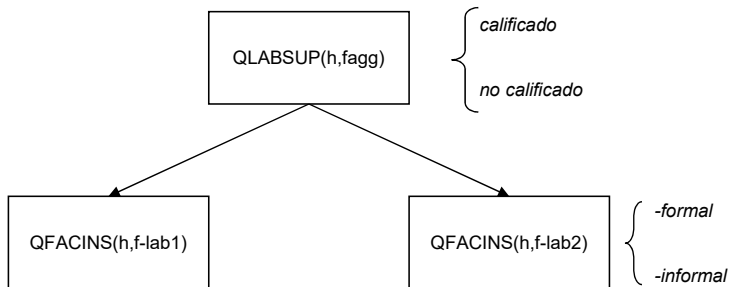 calificado
QLABSUP(h,fagg)
no calificado
-formal
QFACINS(h,f-lab1)
QFACINS(h,f-lab2)
-informal